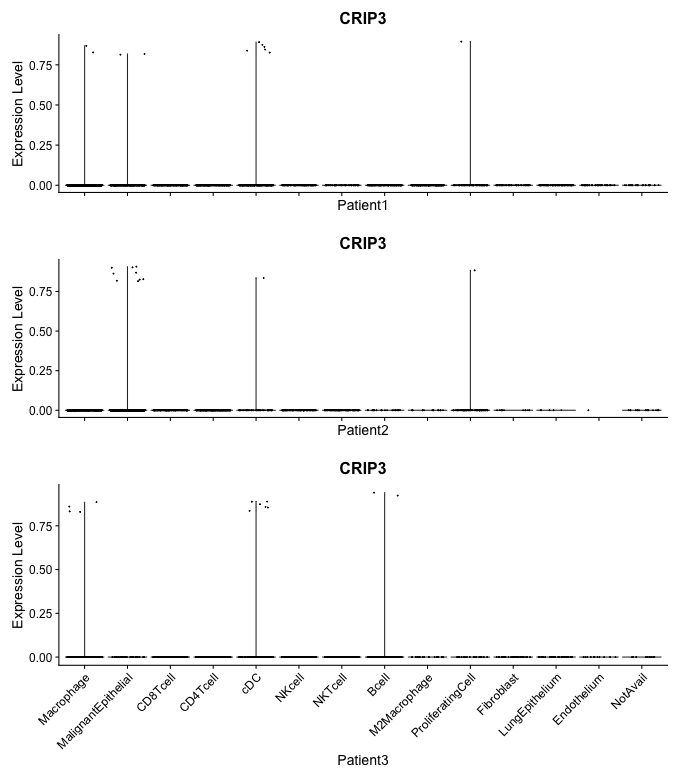 CRIP3
Expression Level
0.75
0.50
0.25
0.00
Patient1
CRIP3
Expression Level
0.75
0.50
0.25
0.00
Patient2
CRIP3
Expression Level
0.75
0.50
0.25
0.00
Macrophage
MalignantEpithelial
CD8Tcell
CD4Tcell
cDC
NKcell
NKTcell
Bcell
M2Macrophage
ProliferatingCell
Fibroblast
LungEpithelium
Endothelium
NotAvail
Patient3